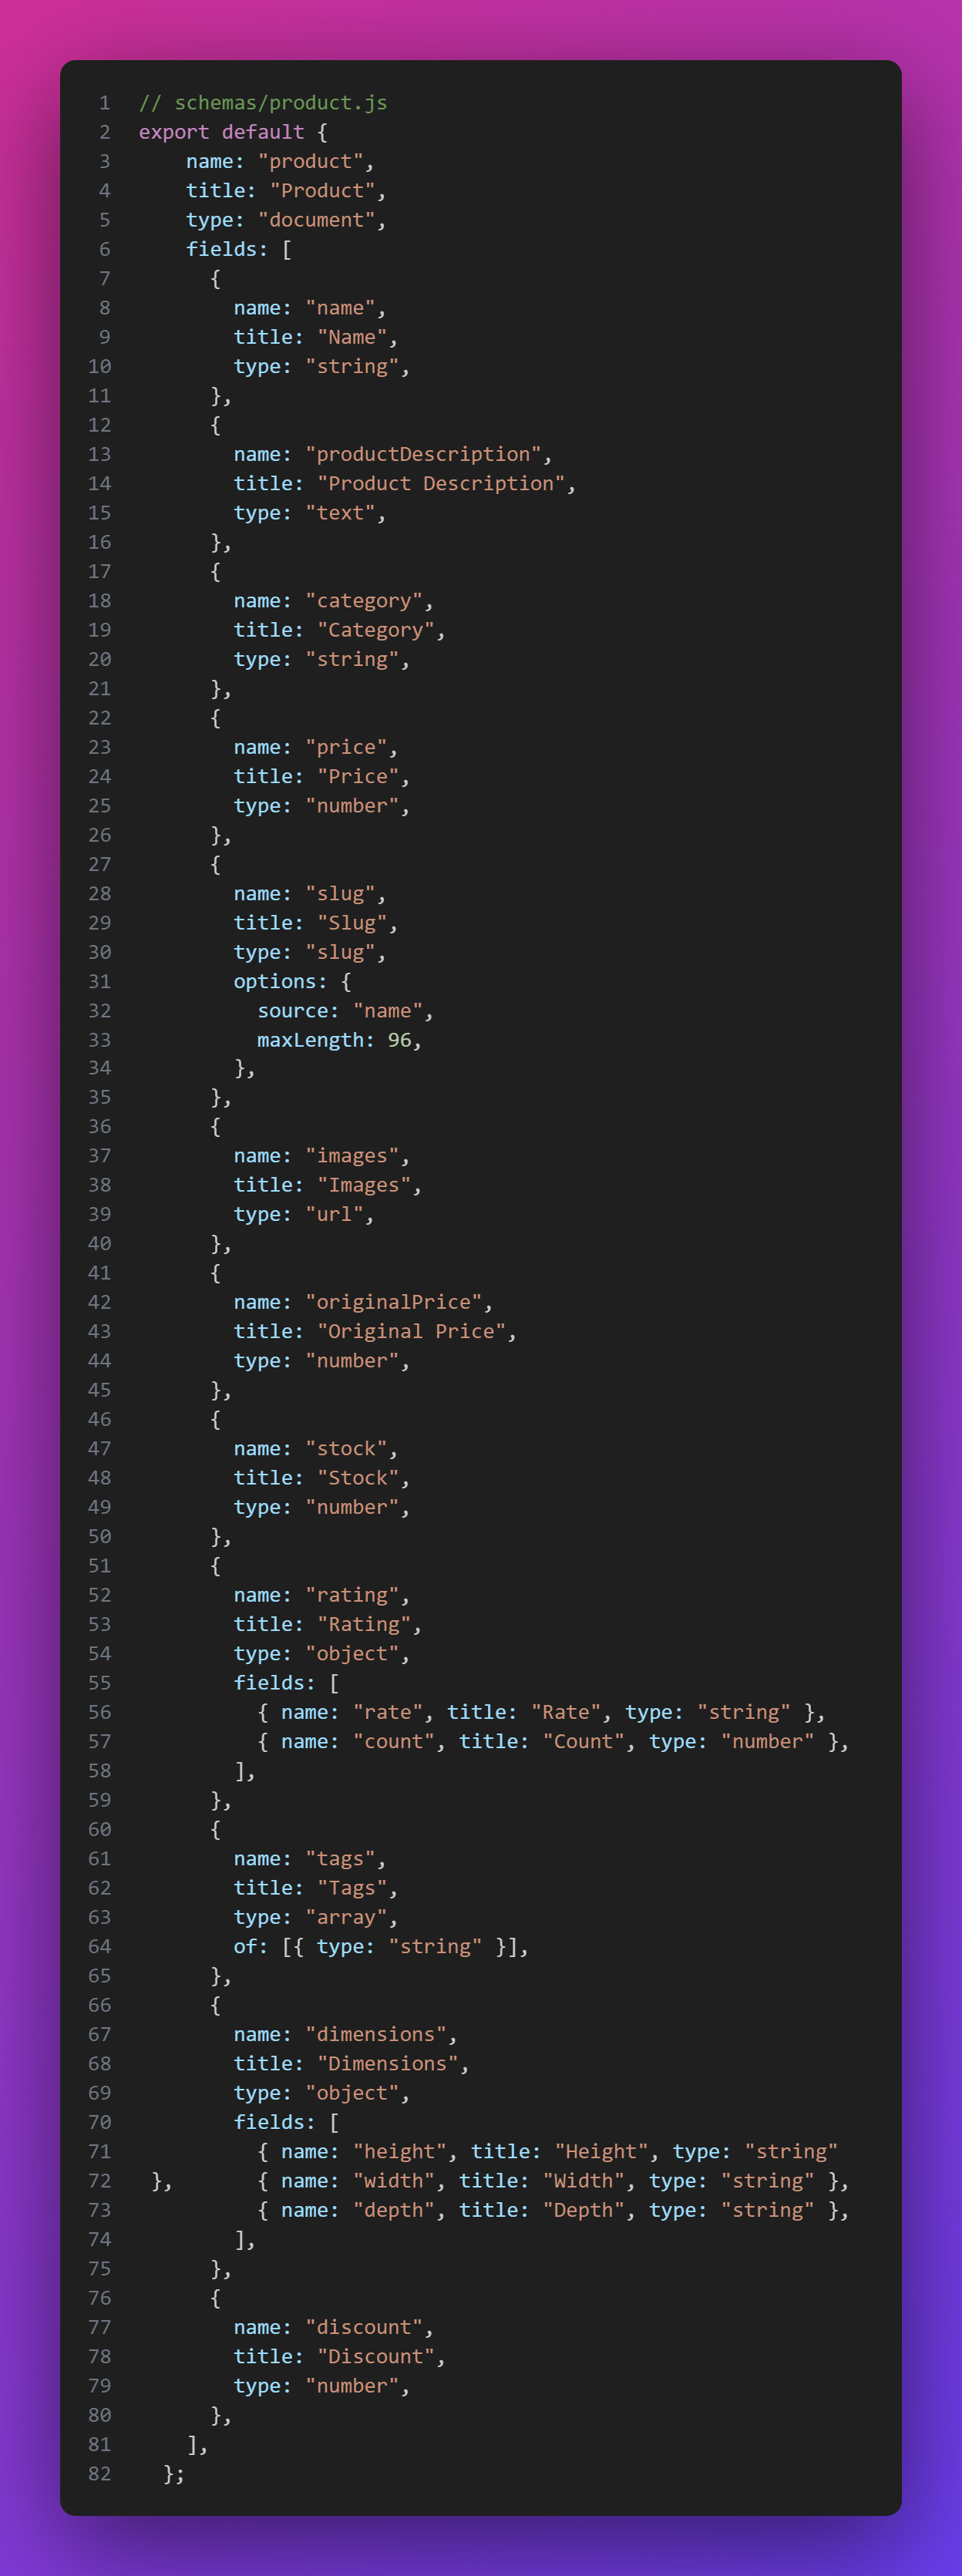 1 // schemas/product.js
2 export default {
3     name: "product",
4     title: "Product",
5     type: "document",
6     fields: [
7       {
8         name: "name",
9         title: "Name",
10         type: "string",
11       },
12       {
13         name: "productDescription",
14         title: "Product Description",
15         type: "text",
16       },
17       {
18         name: "category",
19         title: "Category",
20         type: "string",
21       },
22       {
23         name: "price",
24         title: "Price",
25         type: "number",
26       },
27       {
28         name: "slug",
29         title: "Slug",
30         type: "slug",
31         options: {
32           source: "name",
33           maxLength: 96,
34         },
35       },
36       {
37         name: "images",
38         title: "Images",
39         type: "url",
40       },
41       {
42         name: "originalPrice",
43         title: "Original Price",
44         type: "number",
45       },
46       {
47         name: "stock",
48         title: "Stock",
49         type: "number",
50       },
51       {
52         name: "rating",
53         title: "Rating",
54         type: "object",
55         fields: [
56           { name: "rate", title: "Rate", type: "string" },
57           { name: "count", title: "Count", type: "number" },
58         ],
59       },
60       {
61         name: "tags",
62         title: "Tags",
63         type: "array",
64         of: [{ type: "string" }],
65       },
66       {
67         name: "dimensions",
68         title: "Dimensions",
69         type: "object",
70         fields: [
71           { name: "height", title: "Height", type: "string"
72  },       { name: "width", title: "Width", type: "string" },
73           { name: "depth", title: "Depth", type: "string" },
74         ],
75       },
76       {
77         name: "discount",
78         title: "Discount",
79         type: "number",
80       },
81     ],
82   };